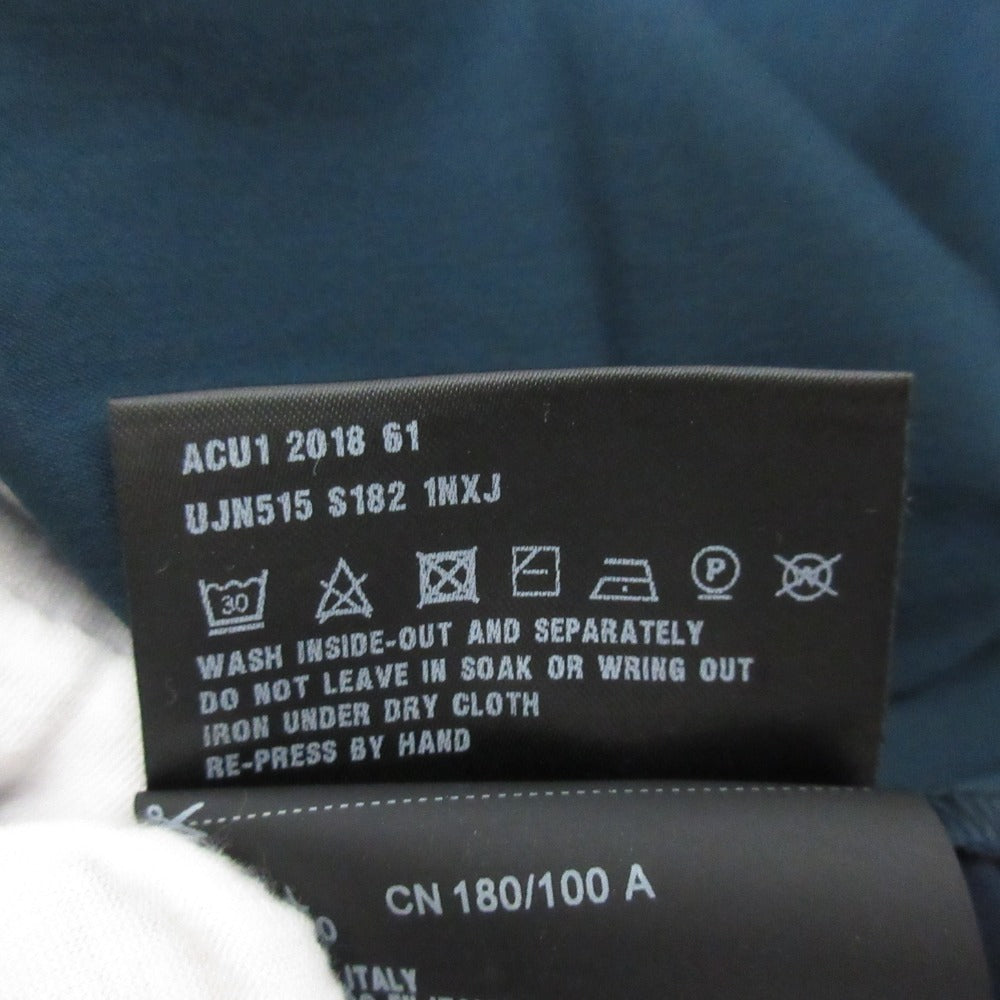 ACU1 2018 61
UJN515 S182 1NXJ
30 P W
WASH INSIDE-OUT AND SEPARATELY
DO NOT LEAVE IN SOAK OR WRING OUT
IRON UNDER DRY CLOTH
RE-PRESS BY HAND
CN 180/100 A
ITALY